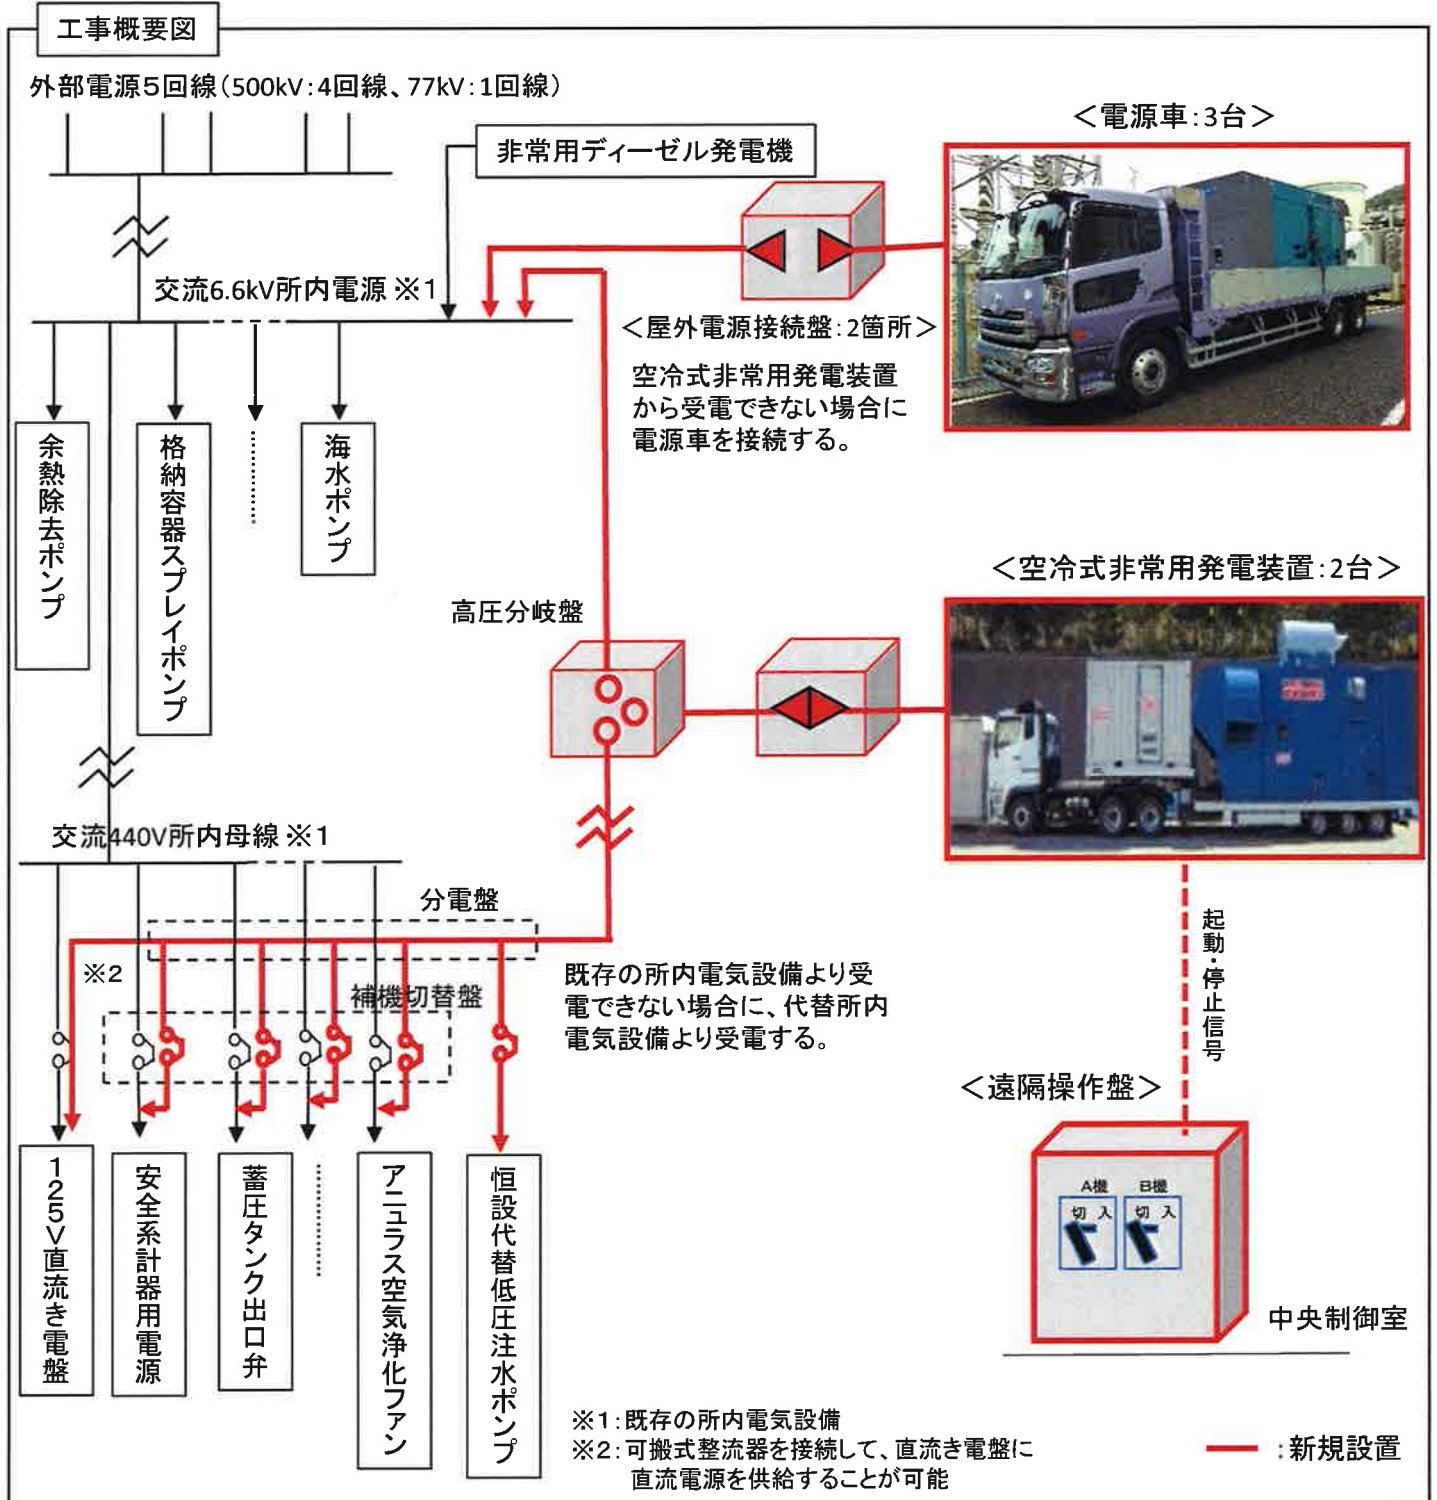 工事概要図
外部電源5回線（500kV：4回線、77kV：1回線）
非常用ディーゼル発電機
＜電源車：3台＞
交流6.6kV所内電源※1
＜屋外電源接続盤：2箇所＞
空冷式非常用発電装置
から受電できない場合に
電源車を接続する。
余熱除去ポンプ
格納容器スプレイポンプ
海水ポンプ
＜空冷式非常用発電装置：2台＞
高圧分岐盤
交流440V所内母線※1
分電盤
※2
補機切替盤
既存の所内電気設備より受
電できない場合に、代替所内
電気設備より受電する。
起動・停止信号
＜遠隔操作盤＞
A機
B機
切 入
切 入
中央制御室
125V直流き電盤
安全系計器用電源
蓄圧タンク出口弁
アニュラス空気浄化ファン
恒設代替低圧注水ポンプ
※1：既存の所内電気設備
※2：可搬式整流器を接続して、直流き電盤に
直流電源を供給することが可能
：新規設置